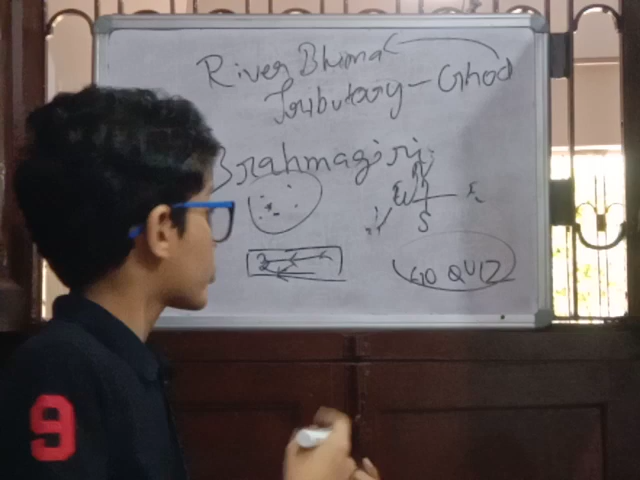 River Bhima
Tributary - Ghod
Brahmagiri
N
W E
S
GO QUIZ
9